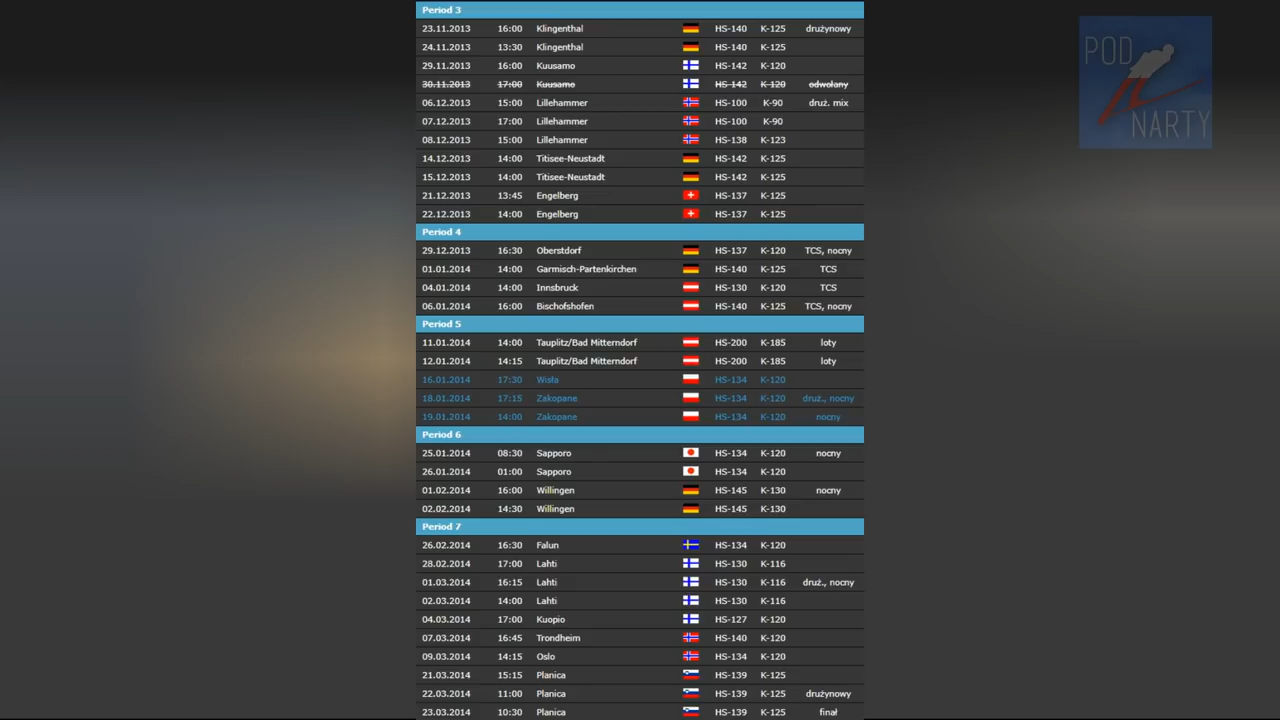 Period 3
23.11.2013 16:00 Klingenthal HS-140 K-125 drużynowy
24.11.2013 13:30 Klingenthal HS-140 K-125
29.11.2013 16:00 Kuusamo HS-142 K-120
30.11.2013 17:00 Kuusamo HS-142 K-120 odwołany
06.12.2013 15:00 Lillehammer HS-100 K-90 druż. mix
07.12.2013 17:00 Lillehammer HS-100 K-90
08.12.2013 15:00 Lillehammer HS-138 K-123
14.12.2013 14:00 Titisee-Neustadt HS-142 K-125
15.12.2013 14:00 Titisee-Neustadt HS-142 K-125
21.12.2013 13:45 Engelberg HS-137 K-125
22.12.2013 14:00 Engelberg HS-137 K-125
Period 4
29.12.2013 16:30 Oberstdorf HS-137 K-120 TCS, nocny
01.01.2014 14:00 Garmisch-Partenkirchen HS-140 K-125 TCS
04.01.2014 14:00 Innsbruck HS-130 K-120 TCS
06.01.2014 16:00 Bischofshofen HS-140 K-125 TCS, nocny
Period 5
11.01.2014 14:00 Tauplitz/Bad Mitterndorf HS-200 K-185 loty
12.01.2014 14:15 Tauplitz/Bad Mitterndorf HS-200 K-185 loty
16.01.2014 17:30 Wisła HS-134 K-120
18.01.2014 17:15 Zakopane HS-134 K-120 druż., nocny
19.01.2014 14:00 Zakopane HS-134 K-120 nocny
Period 6
25.01.2014 08:30 Sapporo HS-134 K-120 nocny
26.01.2014 01:00 Sapporo HS-134 K-120
01.02.2014 16:00 Willingen HS-145 K-130 nocny
02.02.2014 14:30 Willingen HS-145 K-130
Period 7
26.02.2014 16:30 Falun HS-134 K-120
28.02.2014 17:00 Lahti HS-130 K-116
01.03.2014 16:15 Lahti HS-130 K-116 druż., nocny
02.03.2014 14:00 Lahti HS-130 K-116
04.03.2014 17:00 Kuopio HS-127 K-120
07.03.2014 16:45 Trondheim HS-140 K-120
09.03.2014 14:15 Oslo HS-134 K-120
21.03.2014 15:15 Planica HS-139 K-125
22.03.2014 11:00 Planica HS-139 K-125 drużynowy
23.03.2014 10:30 Planica HS-139 K-125 finał
POD
NARTY